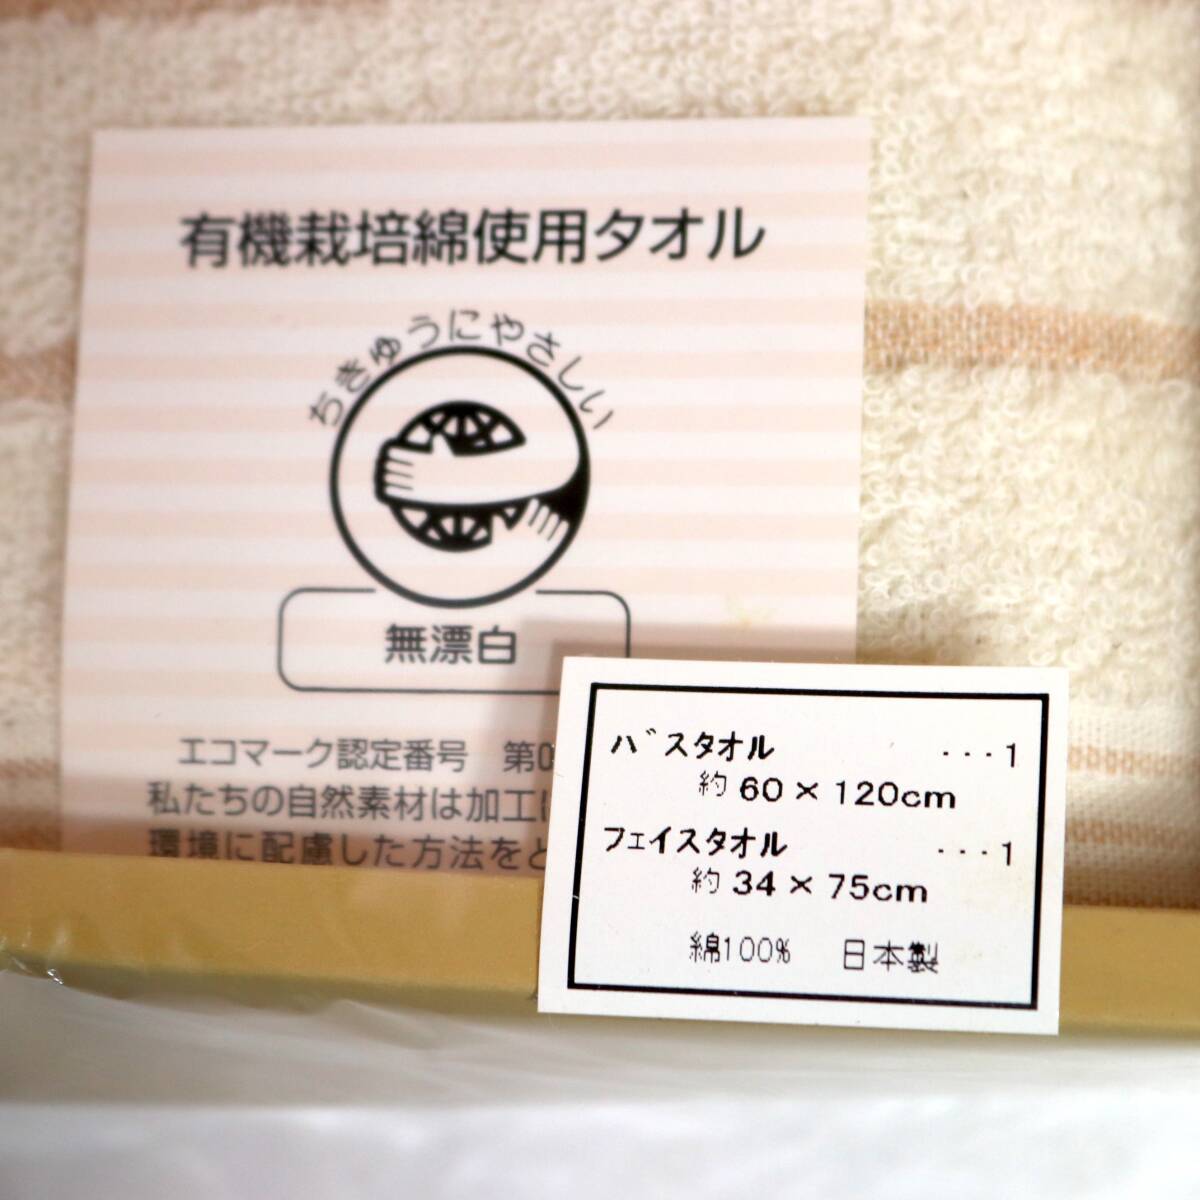 有機栽培綿使用タオル
ちきゅうにやさしい
無漂白
エコマーク認定番号 第0
私たちの自然素材は加工
環境に配慮した方法を
バスタオル ･･･1
約 60 × 120cm
フェイスタオル ･･･1
約 34 × 75cm
綿100% 日本製